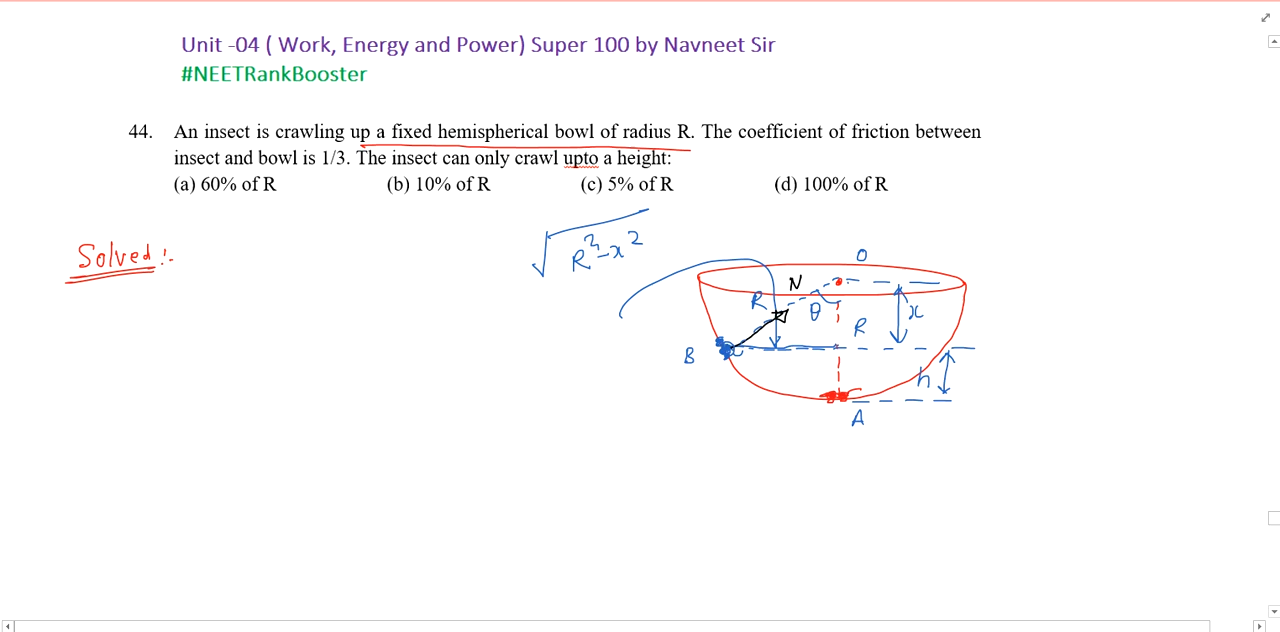 Unit -04 ( Work, Energy and Power) Super 100 by Navneet Sir
#NEETRankBooster
44. An insect is crawling up a fixed hemispherical bowl of radius R. The coefficient of friction between
insect and bowl is 1/3. The insect can only crawl upto a height:
(a) 60% of R (b) 10% of R (c) 5% of R (d) 100% of R
Solved :-
√R²-x²
O
N
R θ x
R
B
h
A